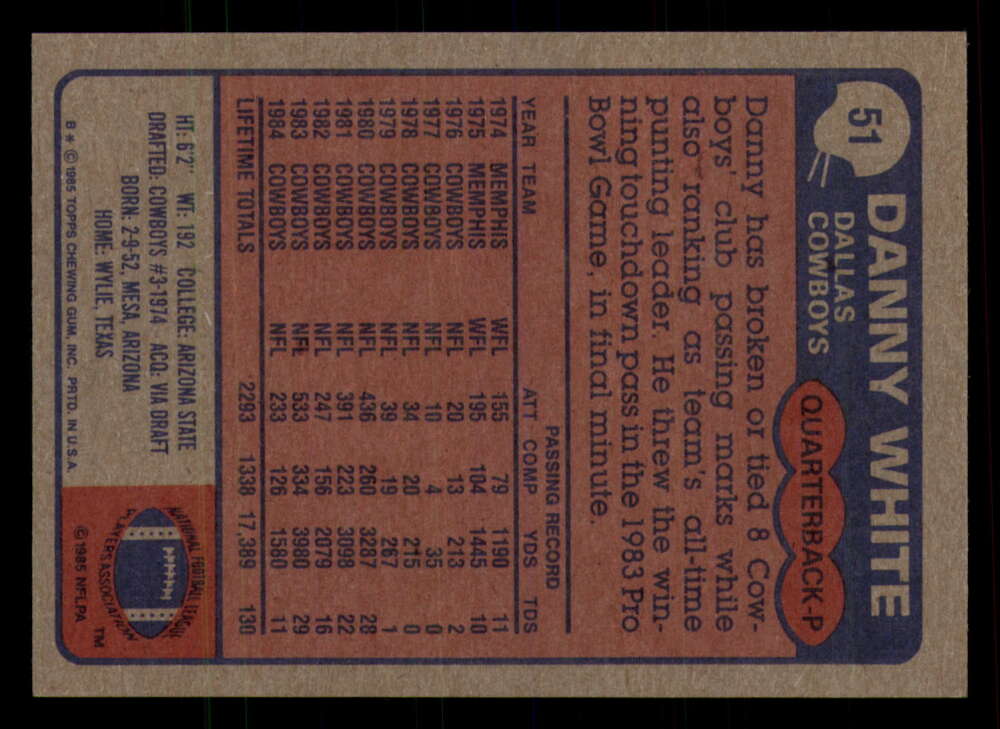 51
DANNY WHITE
DALLAS
COWBOYS
QUARTERBACK-P
Danny has broken or tied 8 Cow-
boys' club passing marks while
also ranking as team's all-time
punting leader. He threw the win-
ning touchdown pass in the 1983 Pro
Bowl Game, in final minute.
PASSING RECORD
YEAR TEAM ATT COMP YDS TDS
1974 MEMPHIS WFL 155 79 1190 11
1975 MEMPHIS WFL 195 104 1445 10
1976 COWBOYS NFL 20 13 213 2
1977 COWBOYS NFL 10 4 35 0
1978 COWBOYS NFL 34 20 215 0
1979 COWBOYS NFL 39 19 267 1
1980 COWBOYS NFL 436 260 3287 28
1981 COWBOYS NFL 391 223 3098 22
1982 COWBOYS NFL 247 156 2079 16
1983 COWBOYS NFL 533 334 3980 29
1984 COWBOYS NFL 233 126 1580 11
LIFETIME TOTALS 2293 1338 17,389 130
HT: 6'2" WT: 192 COLLEGE: ARIZONA STATE
DRAFTED: COWBOYS #3-1974 ACQ: VIA DRAFT
BORN: 2-9-52, MESA, ARIZONA
HOME: WYLIE, TEXAS
B* © 1985 TOPPS CHEWING GUM, INC. PRTD. IN U.S.A.
NATIONAL FOOTBALL LEAGUE
PLAYERS ASSOCIATION
TM
© 1985 NFLPA